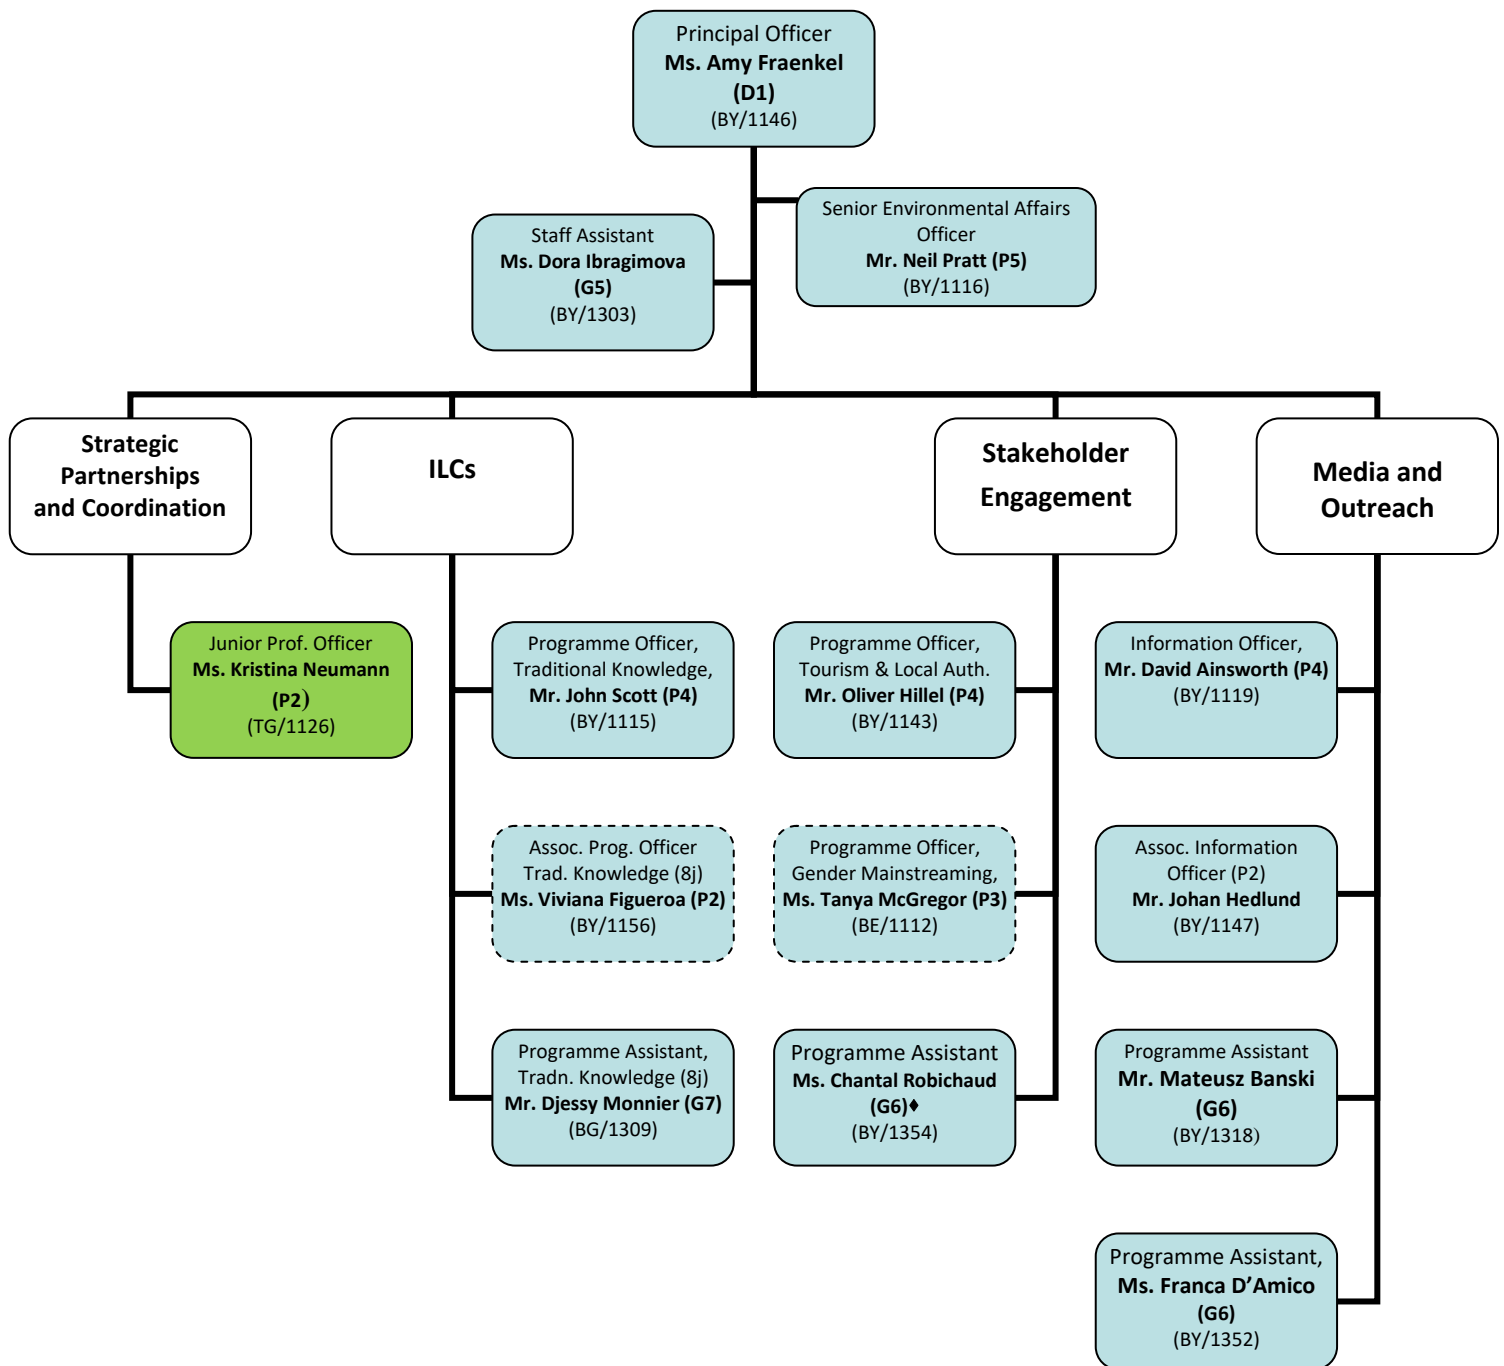 Principal Officer
Ms. Amy Fraenkel
(D1)
(BY/1146)
Senior Environmental Affairs
Officer
Mr. Neil Pratt (P5)
(BY/1116)
Staff Assistant
Ms. Dora Ibragimova
(G5)
(BY/1303)
Strategic
Partnerships
and Coordination
ILCs
Stakeholder
Engagement
Media and
Outreach
Junior Prof. Officer
Ms. Kristina Neumann
(P2)
(TG/1126)
Programme Officer,
Traditional Knowledge,
Mr. John Scott (P4)
(BY/1115)
Programme Officer,
Tourism & Local Auth.
Mr. Oliver Hillel (P4)
(BY/1143)
Information Officer,
Mr. David Ainsworth (P4)
(BY/1119)
Assoc. Prog. Officer
Trad. Knowledge (8j)
Ms. Viviana Figueroa (P2)
(BY/1156)
Programme Officer,
Gender Mainstreaming,
Ms. Tanya McGregor (P3)
(BE/1112)
Assoc. Information
Officer (P2)
Mr. Johan Hedlund
(BY/1147)
Programme Assistant,
Tradn. Knowledge (8j)
Mr. Djessy Monnier (G7)
(BG/1309)
Programme Assistant
Ms. Chantal Robichaud
(G6)♦
(BY/1354)
Programme Assistant
Mr. Mateusz Banski
(G6)
(BY/1318)
Programme Assistant,
Ms. Franca D’Amico
(G6)
(BY/1352)